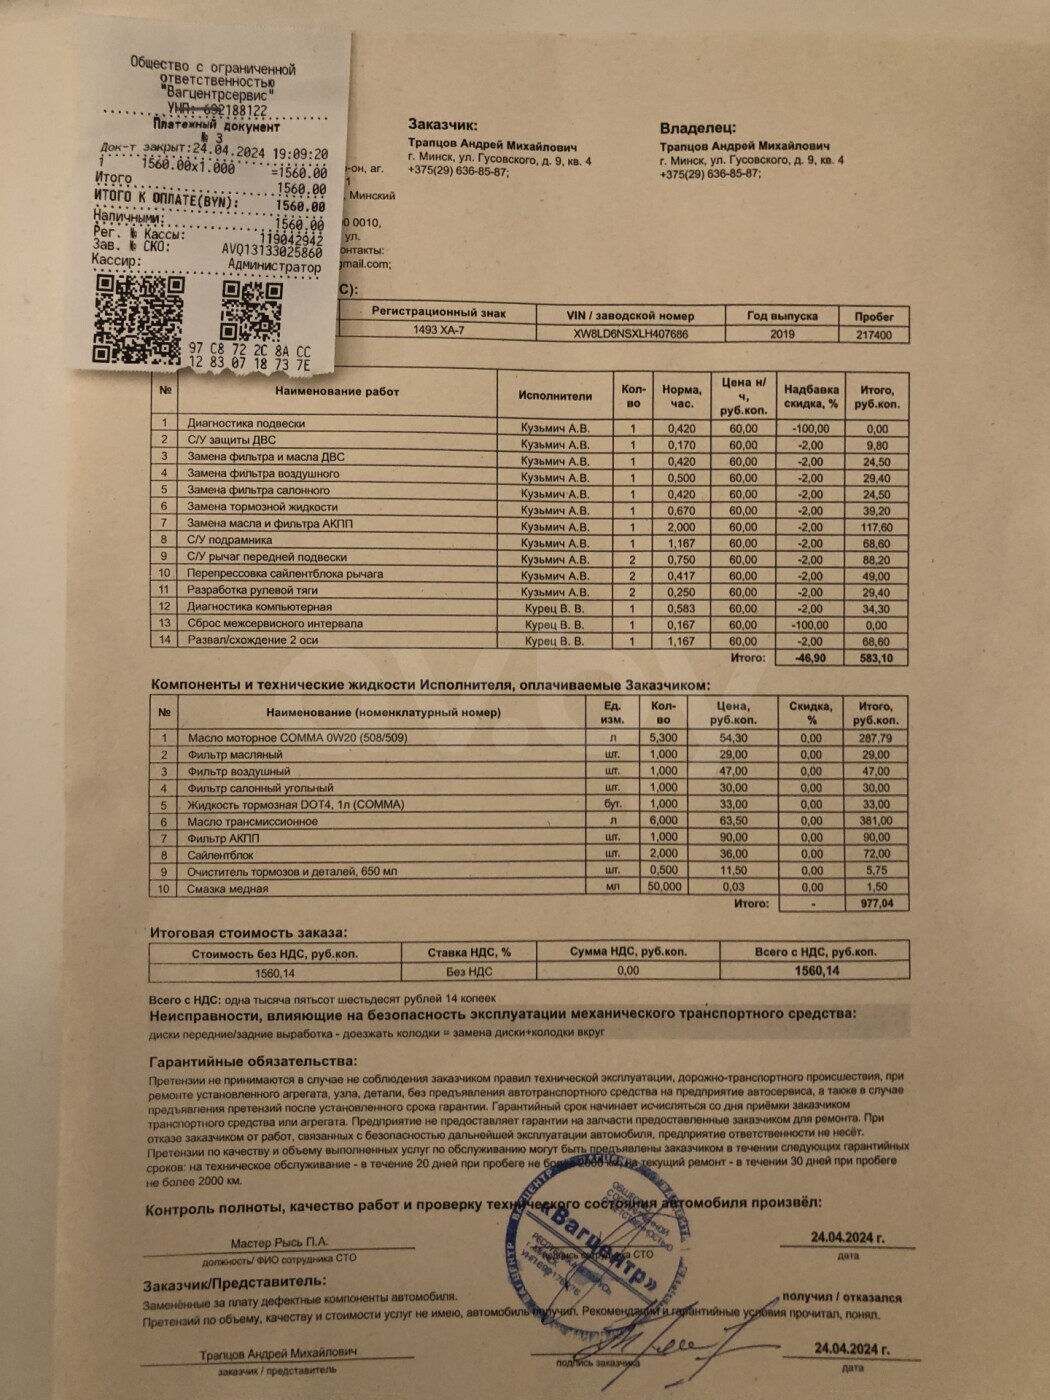 Общество с ограниченной
ответственностью
"Вагцентрсервис"
УНП: 692188122
Платежный документ
№ 3
Док-т закрыт:24.04.2024 19:09:20
1 1560.00x1.000 =1560.00
Итого 1560.00
ИТОГО К ОПЛАТЕ(BYN): 1560.00
Наличными: 1560.00
Рег. № Кассы: 119042942
Зав. № СКО: AVQ13133025860
Кассир: Администратор
97 C8 72 2C 8A CC
12 83 07 18 73 7E
Заказчик:
Трапцов Андрей Михайлович
г. Минск, ул. Гусовского, д. 9, кв. 4
+375(29) 636-85-87;
Владелец:
Трапцов Андрей Михайлович
г. Минск, ул. Гусовского, д. 9, кв. 4
+375(29) 636-85-87;
-он, аг.
1
, Минский
0 0010,
ул.
онтакты:
gmail.com;
С):
Регистрационный знак VIN / заводской номер Год выпуска Пробег
1493 XA-7 XW8LD6NSXLH407686 2019 217400
№ Наименование работ Исполнители Кол-во Норма, час. Цена н/ч, руб.коп. Надбавка скидка, % Итого, руб.коп.
1 Диагностика подвески Кузьмич А.В. 1 0,420 60,00 -100,00 0,00
2 С/У защиты ДВС Кузьмич А.В. 1 0,170 60,00 -2,00 9,80
3 Замена фильтра и масла ДВС Кузьмич А.В. 1 0,420 60,00 -2,00 24,50
4 Замена фильтра воздушного Кузьмич А.В. 1 0,500 60,00 -2,00 29,40
5 Замена фильтра салонного Кузьмич А.В. 1 0,420 60,00 -2,00 24,50
6 Замена тормозной жидкости Кузьмич А.В. 1 0,670 60,00 -2,00 39,20
7 Замена масла и фильтра АКПП Кузьмич А.В. 1 2,000 60,00 -2,00 117,60
8 С/У подрамника Кузьмич А.В. 1 1,167 60,00 -2,00 68,60
9 С/У рычаг передней подвески Кузьмич А.В. 2 0,750 60,00 -2,00 88,20
10 Перепрессовка сайлентблока рычага Кузьмич А.В. 2 0,417 60,00 -2,00 49,00
11 Разработка рулевой тяги Кузьмич А.В. 2 0,250 60,00 -2,00 29,40
12 Диагностика компьютерная Курец В. В. 1 0,583 60,00 -2,00 34,30
13 Сброс межсервисного интервала Курец В. В. 1 0,167 60,00 -100,00 0,00
14 Развал/схождение 2 оси Курец В. В. 1 1,167 60,00 -2,00 68,60
Итого: -46,90 583,10
Компоненты и технические жидкости Исполнителя, оплачиваемые Заказчиком:
№ Наименование (номенклатурный номер) Ед. изм. Кол-во Цена, руб.коп. Скидка, % Итого, руб.коп.
1 Масло моторное COMMA 0W20 (508/509) л 5,300 54,30 0,00 287,79
2 Фильтр масляный шт. 1,000 29,00 0,00 29,00
3 Фильтр воздушный шт. 1,000 47,00 0,00 47,00
4 Фильтр салонный угольный шт. 1,000 30,00 0,00 30,00
5 Жидкость тормозная DOT4, 1л (COMMA) бут. 1,000 33,00 0,00 33,00
6 Масло трансмиссионное л 6,000 63,50 0,00 381,00
7 Фильтр АКПП шт. 1,000 90,00 0,00 90,00
8 Сайлентблок шт. 2,000 36,00 0,00 72,00
9 Очиститель тормозов и деталей, 650 мл шт. 0,500 11,50 0,00 5,75
10 Смазка медная мл 50,000 0,03 0,00 1,50
Итого: - 977,04
Итоговая стоимость заказа:
Стоимость без НДС, руб.коп. Ставка НДС, % Сумма НДС, руб.коп. Всего с НДС, руб.коп.
1560,14 Без НДС 0,00 1560,14
Всего с НДС: одна тысяча пятьсот шестьдесят рублей 14 копеек
Неисправности, влияющие на безопасность эксплуатации механического транспортного средства:
диски передние/задние выработка - доезжать колодки = замена диски+колодки вкруг
Гарантийные обязательства:
Претензии не принимаются в случае не соблюдения заказчиком правил технической эксплуатации, дорожно-транспортного происшествия, при
ремонте установленного агрегата, узла, детали, без предъявления автотранспортного средства на предприятие автосервиса, а также в случае
предъявления претензий после установленного срока гарантии. Гарантийный срок начинает исчисляться со дня приёмки заказчиком
транспортного средства или агрегата. Предприятие не предоставляет гарантии на запчасти предоставленные заказчиком для ремонта. При
отказе заказчиком от работ, связанных с безопасностью дальнейшей эксплуатации автомобиля, предприятие ответственности не несёт.
Претензии по качеству и объему выполненных услуг по обслуживанию могут быть предъявлены заказчиком в течении следующих гарантийных
сроков: на техническое обслуживание - в течение 20 дней при пробеге не более 2000 км, на текущий ремонт - в течении 30 дней при пробеге
не более 2000 км.
Контроль полноты, качество работ и проверку технического состояния автомобиля произвёл:
Мастер Рысь П.А. 24.04.2024 г.
должность/ ФИО сотрудника СТО подпись сотрудника СТО дата
«Вагцентр»
Заказчик/Представитель:
Заменённые за плату дефектные компоненты автомобиля. получил / отказался
Претензий по объему, качеству и стоимости услуг не имею, автомобиль получил. Рекомендации и гарантийные условия прочитал, понял.
Трапцов Андрей Михайлович 24.04.2024 г.
заказчик / представитель подпись заказчика дата